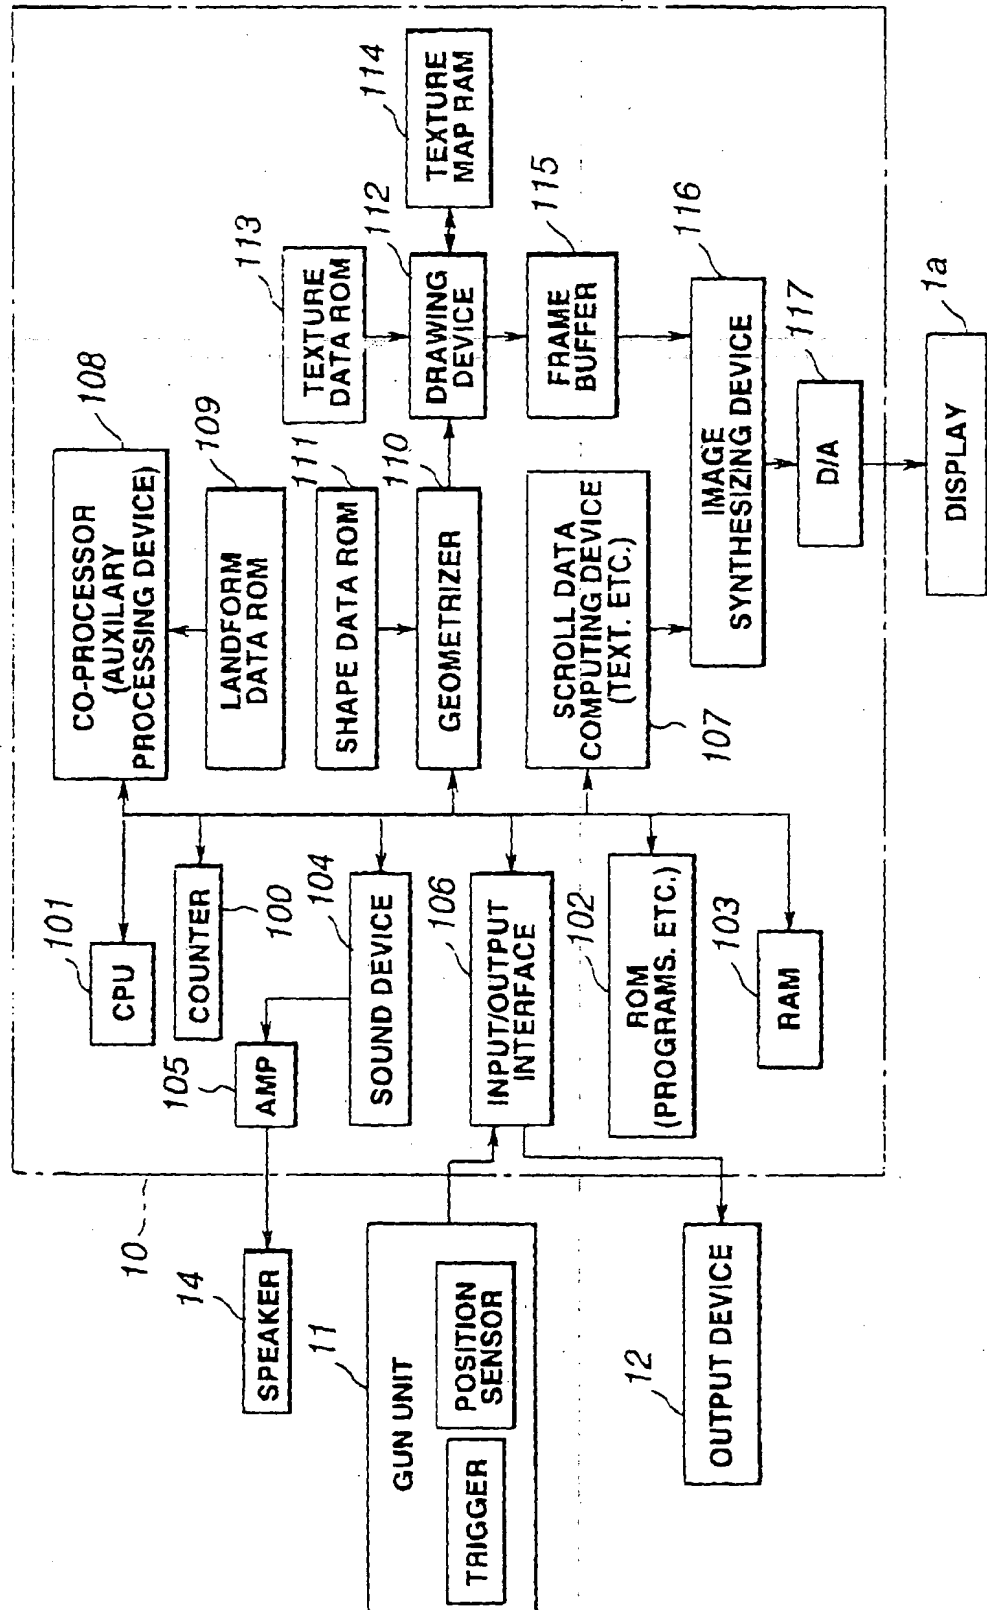 10
SPEAKER
14
GUN UNIT
11
TRIGGER
POSITION
SENSOR
OUTPUT DEVICE
12
CPU
101
COUNTER
100
AMP
105
SOUND DEVICE
104
INPUT/OUTPUT
INTERFACE
106
ROM
(PROGRAMS. ETC.)
102
RAM
103
CO-PROCESSOR
(AUXILARY
PROCESSING DEVICE)
108
LANDFORM
DATA ROM
109
SHAPE DATA ROM
111
GEOMETRIZER
110
SCROLL DATA
COMPUTING DEVICE
(TEXT. ETC.)
107
TEXTURE
DATA ROM
113
DRAWING
DEVICE
112
TEXTURE
MAP RAM
114
FRAME
BUFFER
115
IMAGE
SYNTHESIZING DEVICE
116
D/A
117
DISPLAY
1a